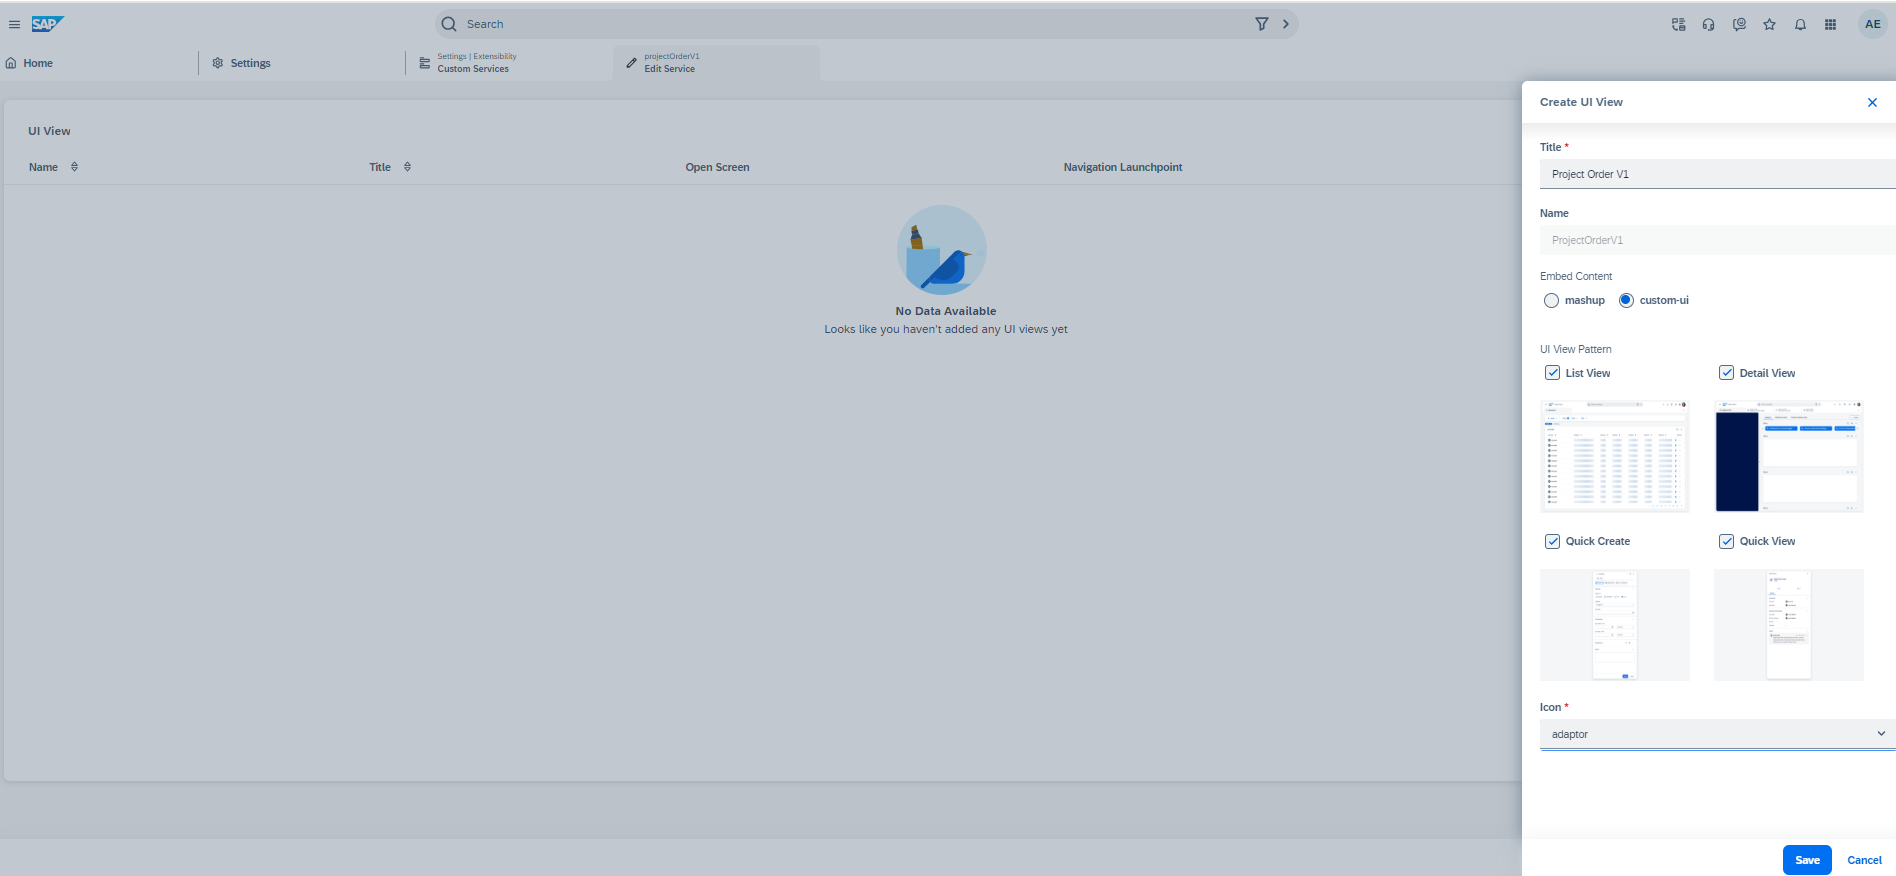 SAP
Search
AE
Home
Settings
Settings | Extensibility
Custom Services
projectOrderV1
Edit Service
UI View
Name
Title
Open Screen
Navigation Launchpoint
No Data Available
Looks like you haven't added any UI views yet
Create UI View
Title *
Project Order V1
Name
ProjectOrderV1
Embed Content
mashup
custom-ui
UI View Pattern
List View
Detail View
Quick Create
Quick View
Icon *
adaptor
Save
Cancel